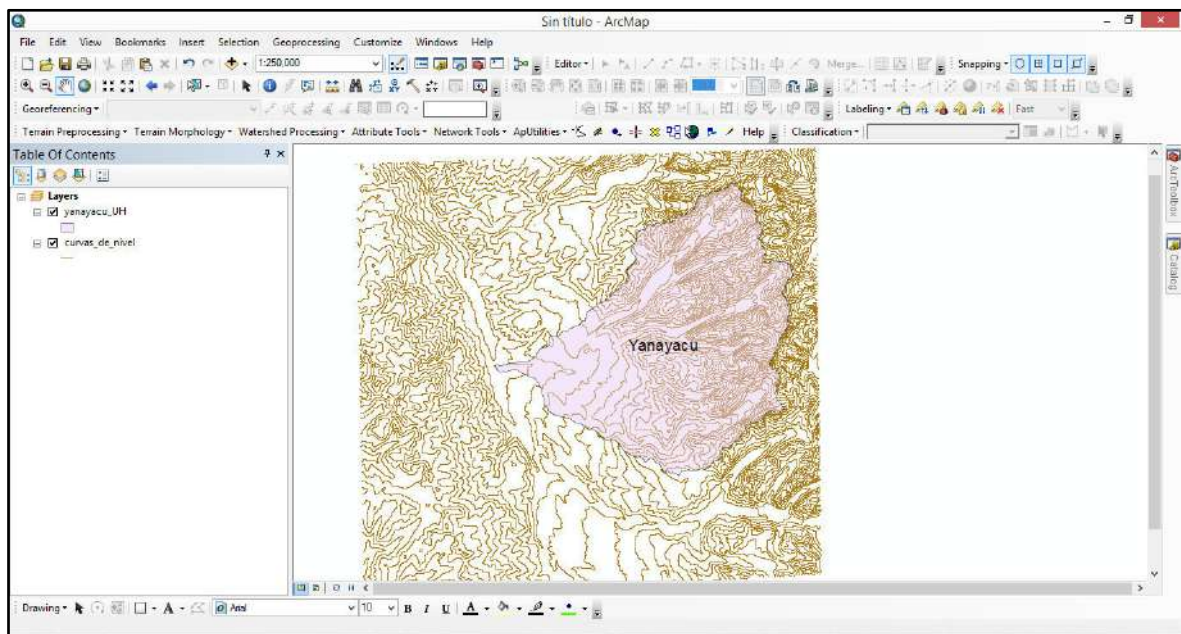 Sin título - ArcMap
File Edit View Bookmarks Insert Selection Geoprocessing Customize Windows Help
1:250,000 Editor Merge... Snapping
Georeferencing Labeling Fast
Terrain Preprocessing Terrain Morphology Watershed Processing Attribute Tools Network Tools ApUtilities Help Classification
Table Of Contents
Layers
yanayacu_UH
curvas_de_nivel
Yanayacu
ArcToolbox
Catalog
Drawing A Arial 10 B I U A